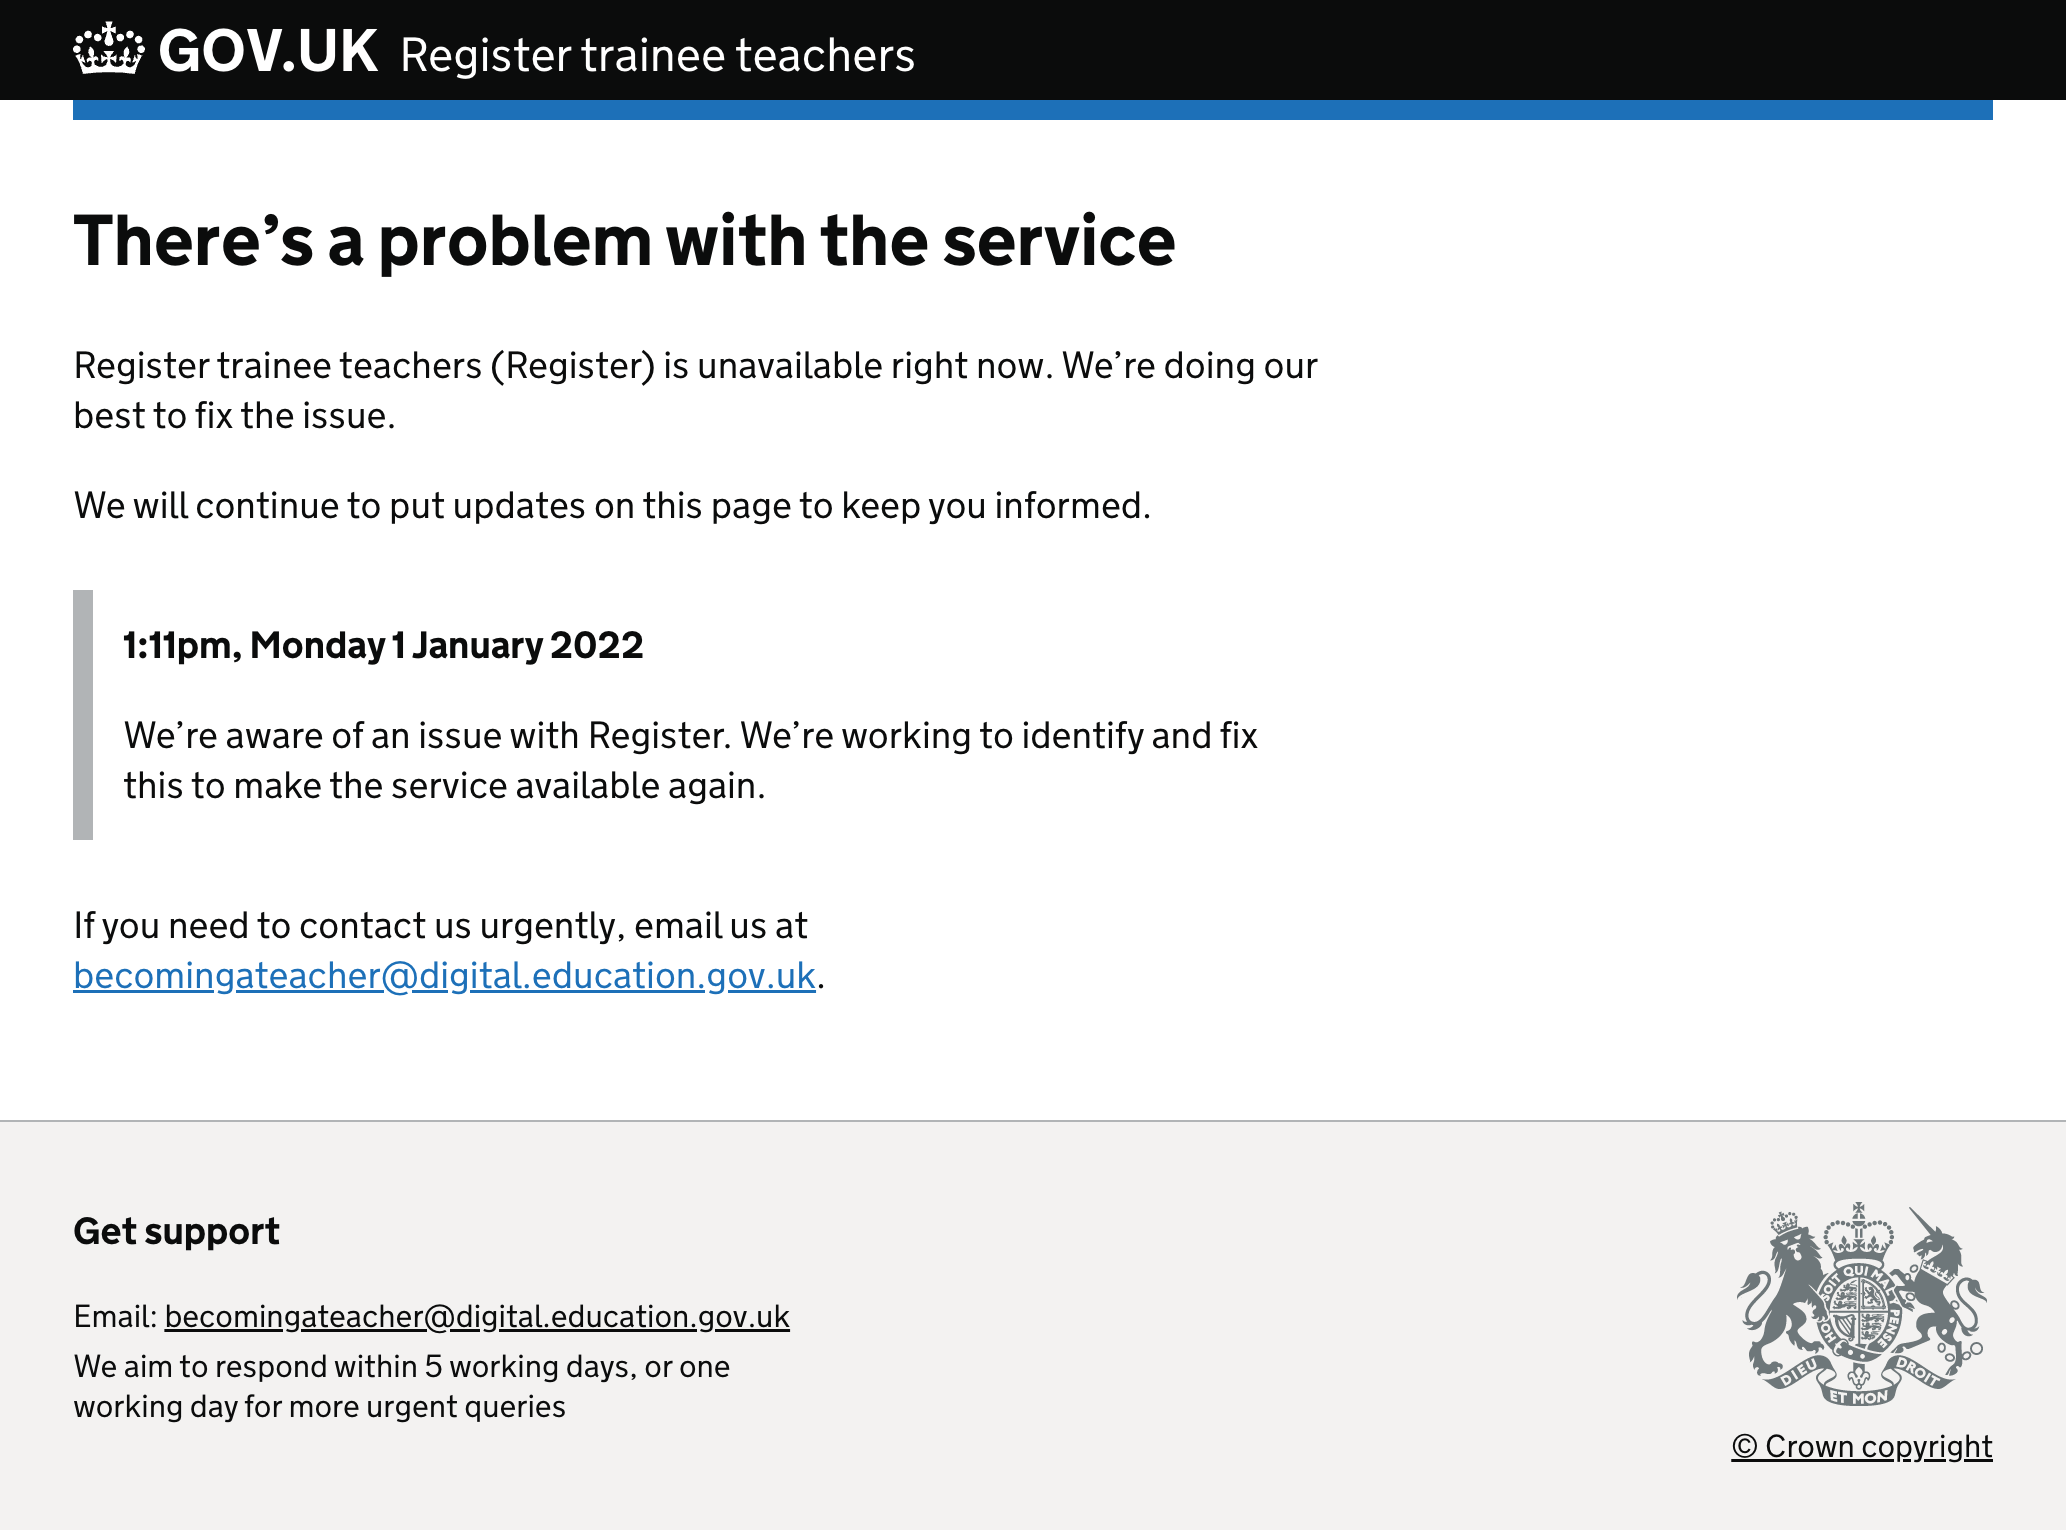 GOV.UK Register trainee teachers
There’s a problem with the service
Register trainee teachers (Register) is unavailable right now. We’re doing our
best to fix the issue.
We will continue to put updates on this page to keep you informed.
1:11pm, Monday 1 January 2022
We’re aware of an issue with Register. We’re working to identify and fix
this to make the service available again.
If you need to contact us urgently, email us at
becomingateacher@digital.education.gov.uk.
Get support
Email: becomingateacher@digital.education.gov.uk
We aim to respond within 5 working days, or one
working day for more urgent queries
HONI SOIT QUI MAL Y PENSE
DIEU ET MON DROIT
© Crown copyright